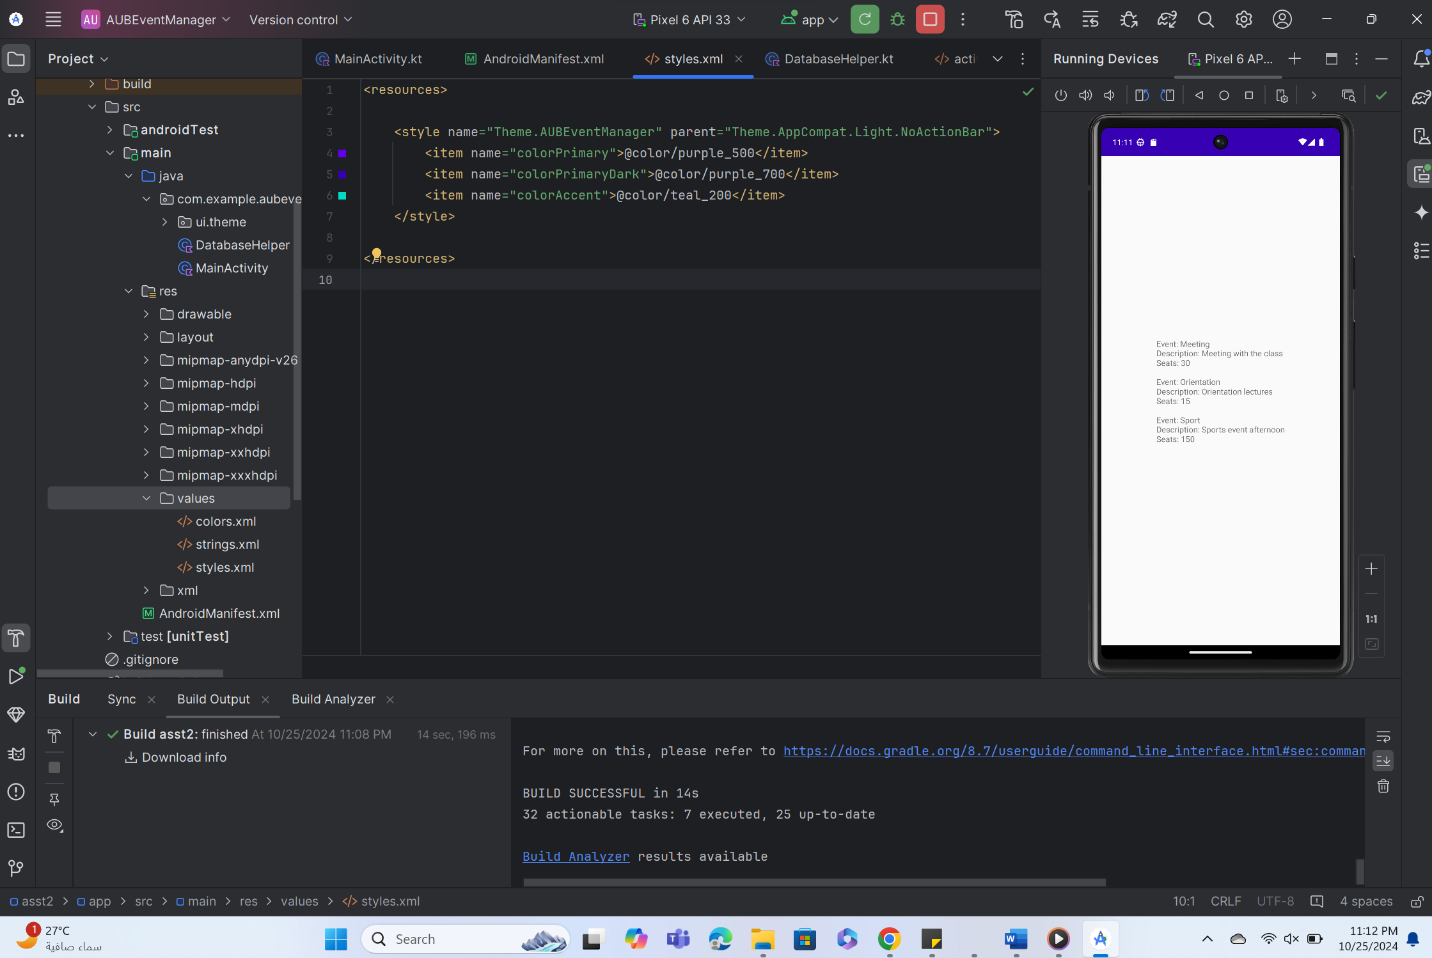 AU AUBEventManager Version control Pixel 6 API 33 app
Project
MainActivity.kt AndroidManifest.xml styles.xml DatabaseHelper.kt acti
Running Devices Pixel 6 AP...
build
src
androidTest
main
java
com.example.aubeve
ui.theme
DatabaseHelper
MainActivity
res
drawable
layout
mipmap-anydpi-v26
mipmap-hdpi
mipmap-mdpi
mipmap-xhdpi
mipmap-xxhdpi
mipmap-xxxhdpi
values
colors.xml
strings.xml
styles.xml
xml
AndroidManifest.xml
test [unitTest]
.gitignore
1 <resources>
2
3 <style name="Theme.AUBEventManager" parent="Theme.AppCompat.Light.NoActionBar">
4 <item name="colorPrimary">@color/purple_500</item>
5 <item name="colorPrimaryDark">@color/purple_700</item>
6 <item name="colorAccent">@color/teal_200</item>
7 </style>
8
9 </resources>
10
11:11
Event: Meeting
Description: Meeting with the class
Seats: 30
Event: Orientation
Description: Orientation lectures
Seats: 15
Event: Sport
Description: Sports event afternoon
Seats: 150
1:1
Build Sync Build Output Build Analyzer
Build asst2: finished At 10/25/2024 11:08 PM 14 sec, 196 ms
Download info
For more on this, please refer to https://docs.gradle.org/8.7/userguide/command_line_interface.html#sec:comman
BUILD SUCCESSFUL in 14s
32 actionable tasks: 7 executed, 25 up-to-date
Build Analyzer results available
asst2 > app > src > main > res > values > styles.xml
10:1 CRLF UTF-8 4 spaces
1 27°C
سماء صافية
Search
11:12 PM
10/25/2024